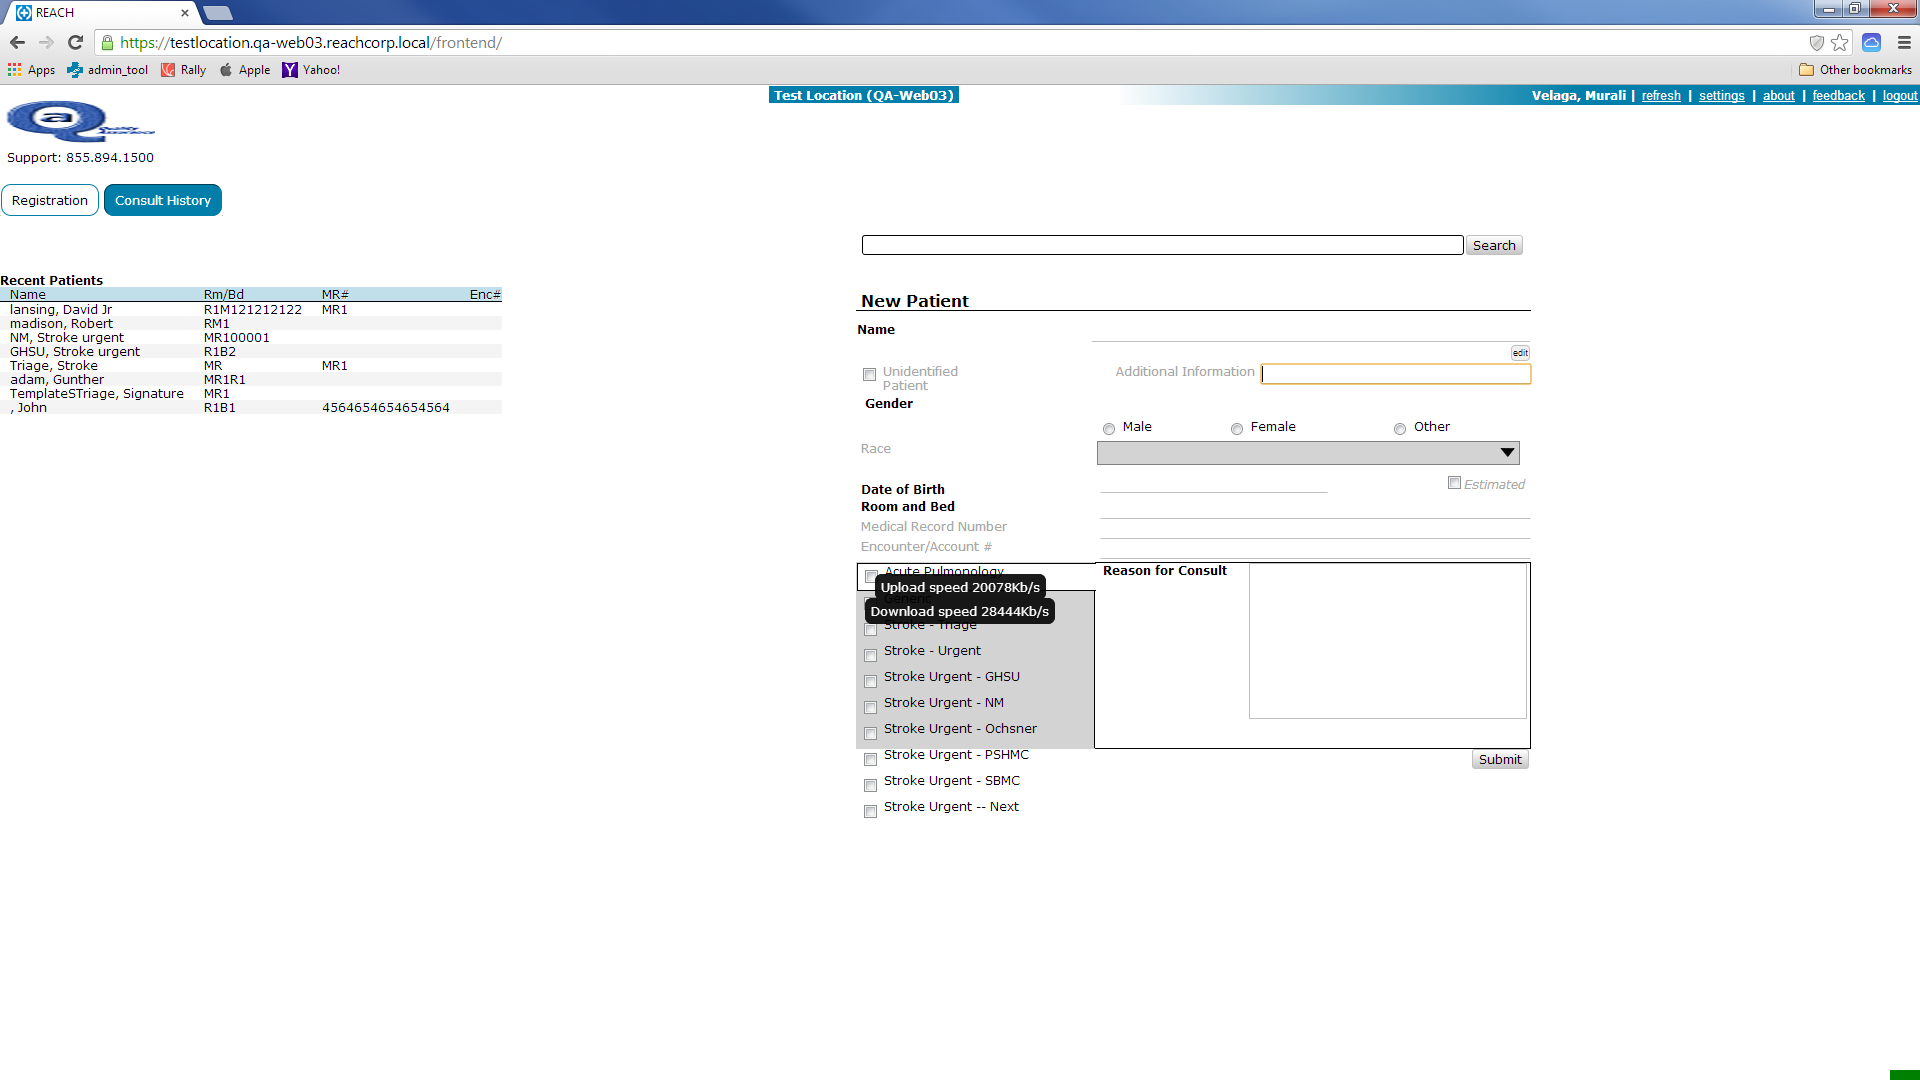 REACH
https://testlocation.qa-web03.reachcorp.local/frontend/
Apps admin_tool Rally Apple Yahoo! Other bookmarks
Test Location (QA-Web03) Velaga, Murali | refresh | settings | about | feedback | logout
a
Quality
Assurance
Support: 855.894.1500
Registration Consult History
Search
Recent Patients
Name Rm/Bd MR# Enc#
lansing, David Jr R1M121212122 MR1
madison, Robert RM1
NM, Stroke urgent MR100001
GHSU, Stroke urgent R1B2
Triage, Stroke MR MR1
adam, Gunther MR1R1
TemplateSTriage, Signature MR1
, John R1B1 4564654654654564
New Patient
Name
edit
Unidentified Patient Additional Information
Gender
Male Female Other
Race
Date of Birth Estimated
Room and Bed
Medical Record Number
Encounter/Account #
Acute Pulmonology Reason for Consult
Upload speed 20078Kb/s
Generic
Download speed 28444Kb/s
Stroke - Triage
Stroke - Urgent
Stroke Urgent - GHSU
Stroke Urgent - NM
Stroke Urgent - Ochsner
Stroke Urgent - PSHMC
Submit
Stroke Urgent - SBMC
Stroke Urgent -- Next